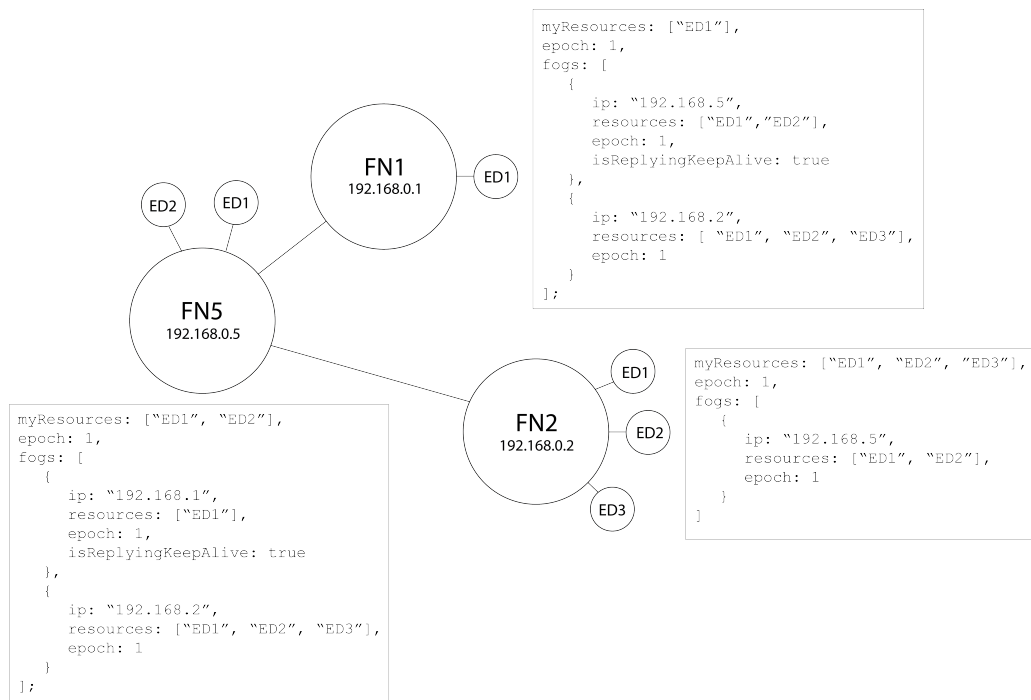 myResources: [“ED1”],
epoch: 1,
fogs: [
{
ip: “192.168.5”,
resources: [“ED1”,”ED2”],
epoch: 1,
isReplyingKeepAlive: true
},
{
ip: “192.168.2”,
resources: [ “ED1”, “ED2”, “ED3”],
epoch: 1
}
];
FN1
192.168.0.1
ED1
ED2
ED1
FN5
192.168.0.5
FN2
192.168.0.2
ED1
ED2
ED3
myResources: [“ED1”, “ED2”, ”ED3”],
epoch: 1,
fogs: [
{
ip: “192.168.5”,
resources: [“ED1”, “ED2”],
epoch: 1
}
]
myResources: [“ED1”, “ED2”],
epoch: 1,
fogs: [
{
ip: “192.168.1”,
resources: [“ED1”],
epoch: 1,
isReplyingKeepAlive: true
},
{
ip: “192.168.2”,
resources: [“ED1”, “ED2”, “ED3”],
epoch: 1
}
];